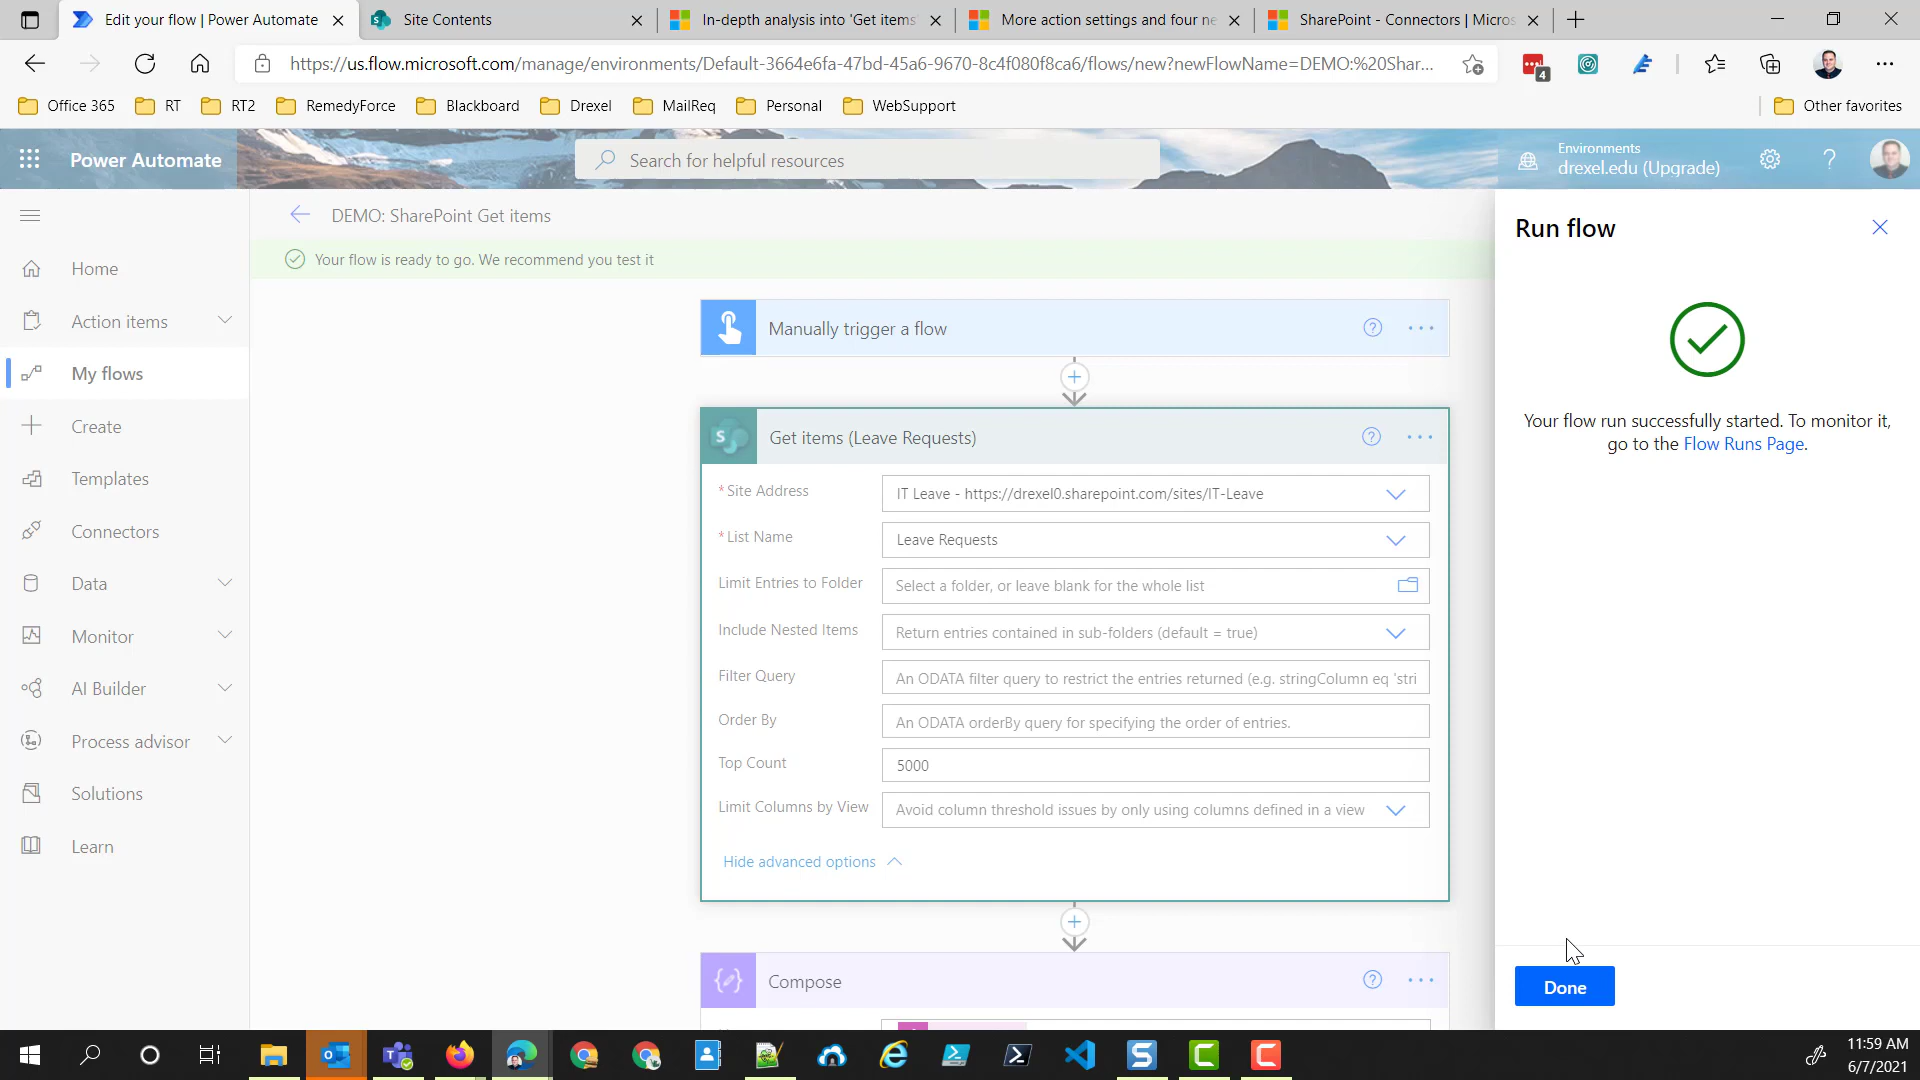 Edit your flow | Power Automate
Site Contents
In-depth analysis into 'Get items'
More action settings and four ne
SharePoint - Connectors | Micros
https://us.flow.microsoft.com/manage/environments/Default-3664e6fa-47bd-45a6-9670-8c4f080f8ca6/flows/new?newFlowName=DEMO:%20Shar...
4
Office 365
RT
RT2
RemedyForce
Blackboard
Drexel
MailReq
Personal
WebSupport
Other favorites
Power Automate
Search for helpful resources
Environments
drexel.edu (Upgrade)
DEMO: SharePoint Get items
Your flow is ready to go. We recommend you test it
Home
Action items
My flows
Create
Templates
Connectors
Data
Monitor
AI Builder
Process advisor
Solutions
Learn
Manually trigger a flow
Get items (Leave Requests)
* Site Address
IT Leave - https://drexel0.sharepoint.com/sites/IT-Leave
* List Name
Leave Requests
Limit Entries to Folder
Select a folder, or leave blank for the whole list
Include Nested Items
Return entries contained in sub-folders (default = true)
Filter Query
An ODATA filter query to restrict the entries returned (e.g. stringColumn eq 'stri
Order By
An ODATA orderBy query for specifying the order of entries.
Top Count
5000
Limit Columns by View
Avoid column threshold issues by only using columns defined in a view
Hide advanced options
Compose
Run flow
Your flow run successfully started. To monitor it,
go to the Flow Runs Page.
Done
11:59 AM
6/7/2021